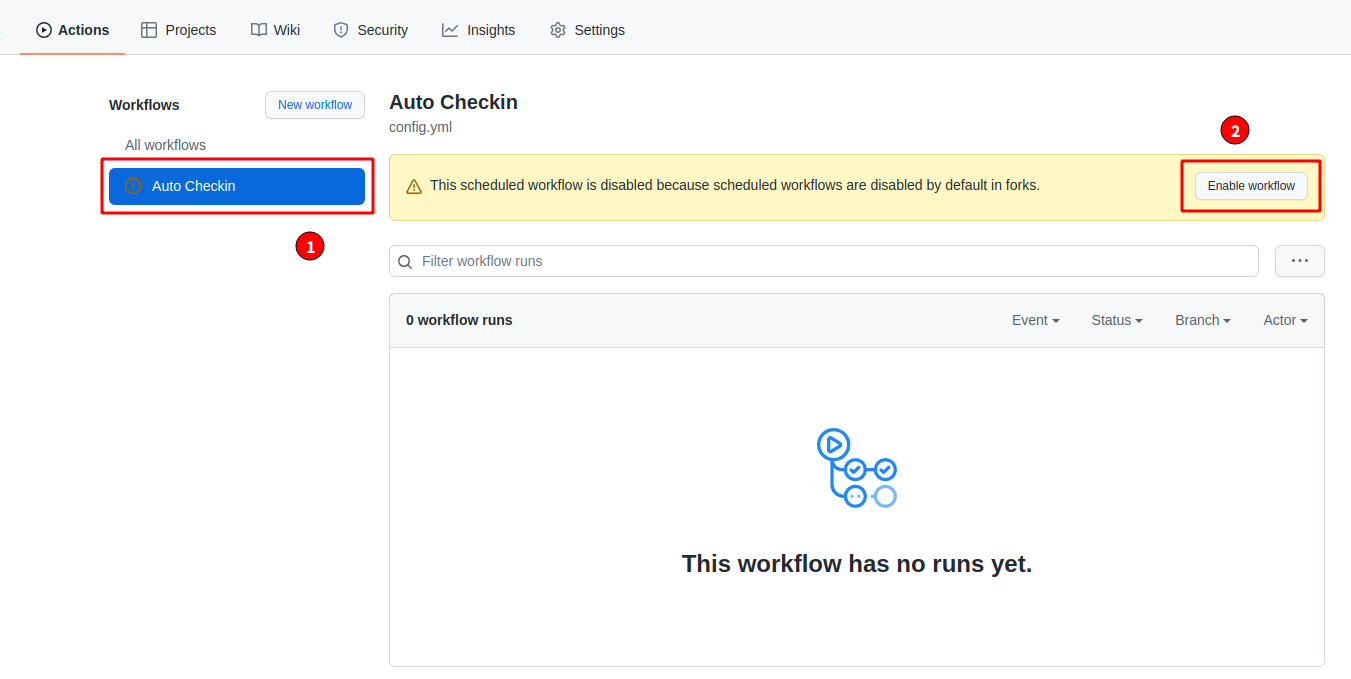 Actions Projects Wiki Security Insights Settings
Workflows New workflow
All workflows
Auto Checkin
1
Auto Checkin
config.yml
2
This scheduled workflow is disabled because scheduled workflows are disabled by default in forks. Enable workflow
Filter workflow runs ...
0 workflow runs Event Status Branch Actor
This workflow has no runs yet.